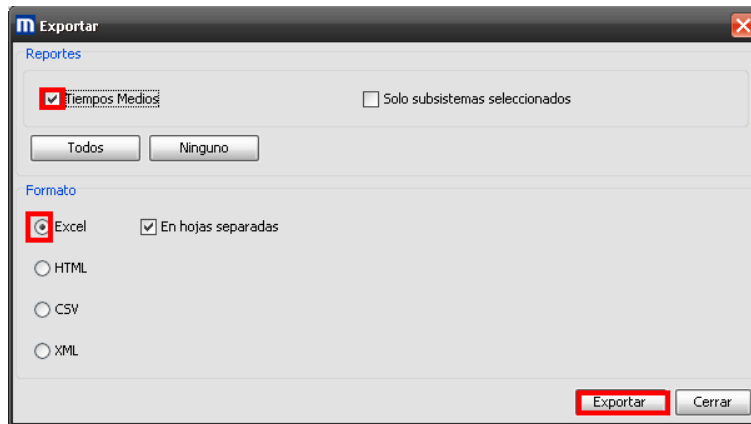 m Exportar
Reportes
Tiempos Medios Solo subsistemas seleccionados
Todos Ninguno
Formato
Excel En hojas separadas
HTML
CSV
XML
Exportar Cerrar